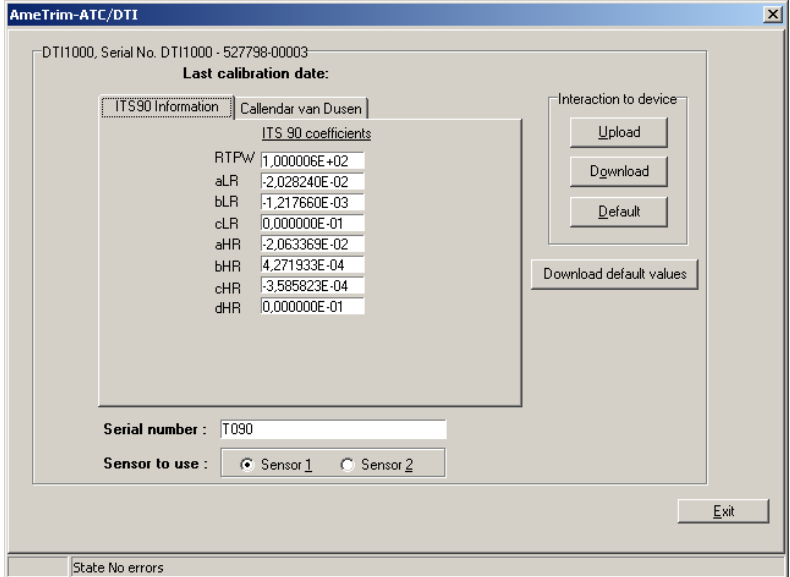 AmeTrim-ATC/DTI
DTI1000, Serial No. DTI1000 - 527798-00003
Last calibration date:
ITS90 Information
Callendar van Dusen
ITS 90 coefficients
RTPW 1,000006E+02
aLR -2,028240E-02
bLR -1,217660E-03
cLR 0,000000E-01
aHR -2,063369E-02
bHR 4,271933E-04
cHR -3,585823E-04
dHR 0,000000E-01
Interaction to device
Upload
Download
Default
Download default values
Serial number : T090
Sensor to use : Sensor 1 Sensor 2
Exit
State No errors